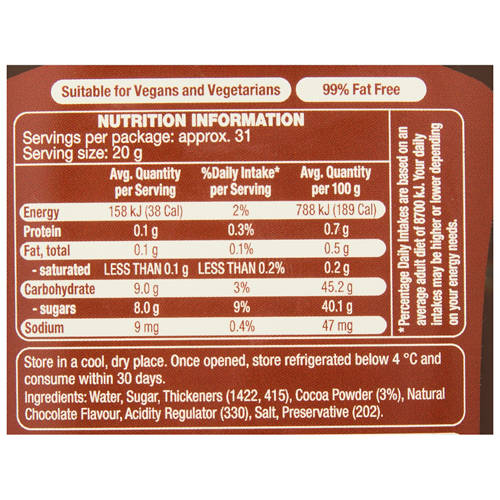 Suitable for Vegans and Vegetarians 99% Fat Free
NUTRITION INFORMATION
Servings per package: approx. 31
Serving size: 20 g
Avg. Quantity per Serving %Daily Intake* per Serving Avg. Quantity per 100 g
Energy 158 kJ (38 Cal) 2% 788 kJ (189 Cal)
Protein 0.1 g 0.3% 0.7 g
Fat, total 0.1 g 0.1% 0.5 g
- saturated LESS THAN 0.1 g LESS THAN 0.2% 0.2 g
Carbohydrate 9.0 g 3% 45.2 g
- sugars 8.0 g 9% 40.1 g
Sodium 9 mg 0.4% 47 mg
*Percentage Daily Intakes are based on an
average adult diet of 8700 kJ. Your daily
intakes may be higher or lower depending
on your energy needs.
Store in a cool, dry place. Once opened, store refrigerated below 4 °C and
consume within 30 days.
Ingredients: Water, Sugar, Thickeners (1422, 415), Cocoa Powder (3%), Natural
Chocolate Flavour, Acidity Regulator (330), Salt, Preservative (202).